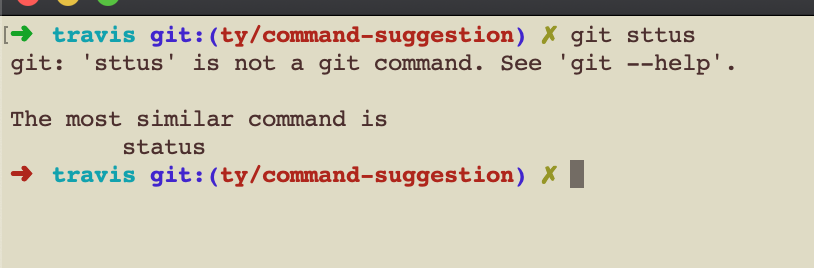 [➜ travis git:(ty/command-suggestion) ✗ git sttus
git: 'sttus' is not a git command. See 'git --help'.
The most similar command is
status
➜ travis git:(ty/command-suggestion) ✗